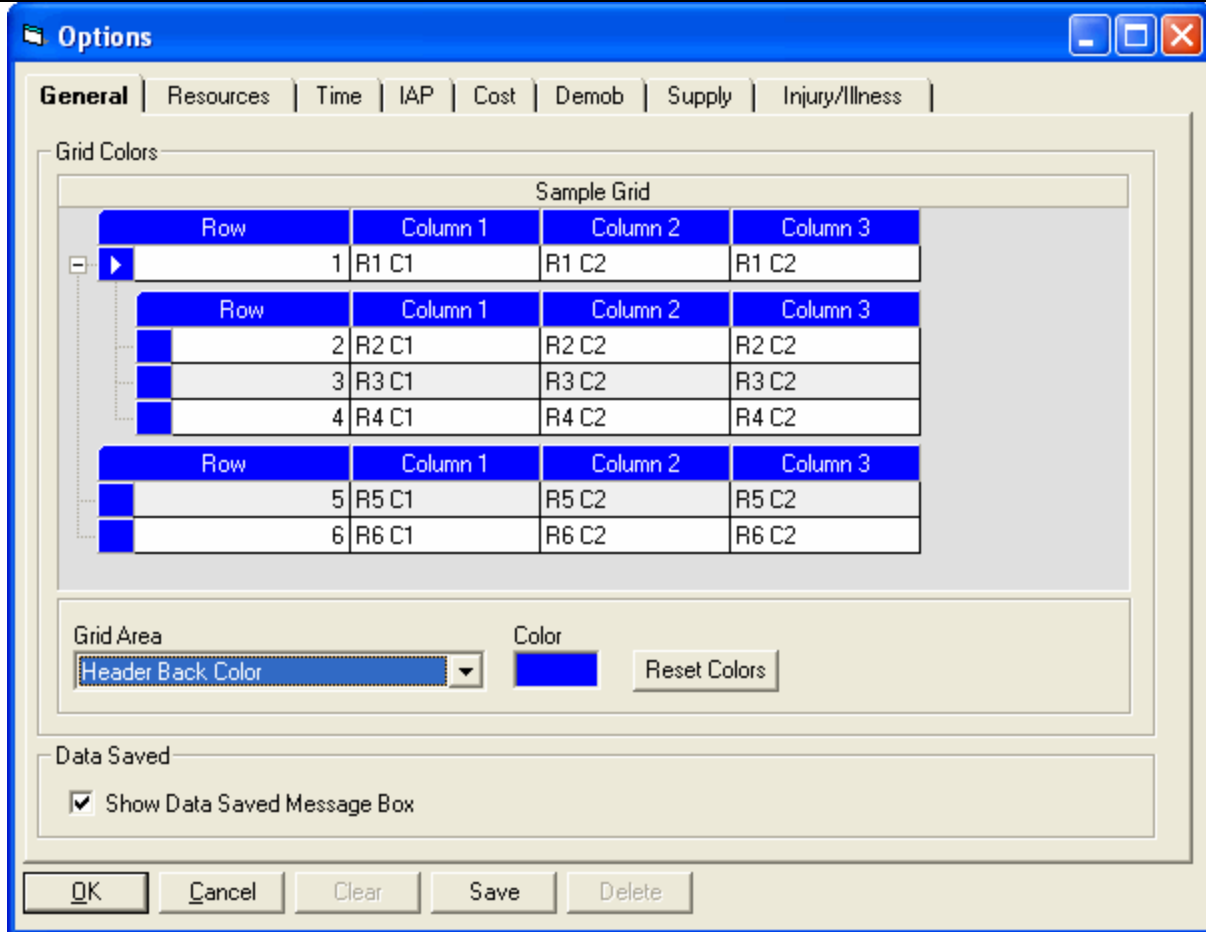 Options
General Resources Time IAP Cost Demob Supply Injury/Illness
Grid Colors
Sample Grid
Row Column 1 Column 2 Column 3
1 R1 C1 R1 C2 R1 C2
Row Column 1 Column 2 Column 3
2 R2 C1 R2 C2 R2 C2
3 R3 C1 R3 C2 R3 C2
4 R4 C1 R4 C2 R4 C2
Row Column 1 Column 2 Column 3
5 R5 C1 R5 C2 R5 C2
6 R6 C1 R6 C2 R6 C2
Grid Area Color
Header Back Color Reset Colors
Data Saved
Show Data Saved Message Box
OK Cancel Clear Save Delete